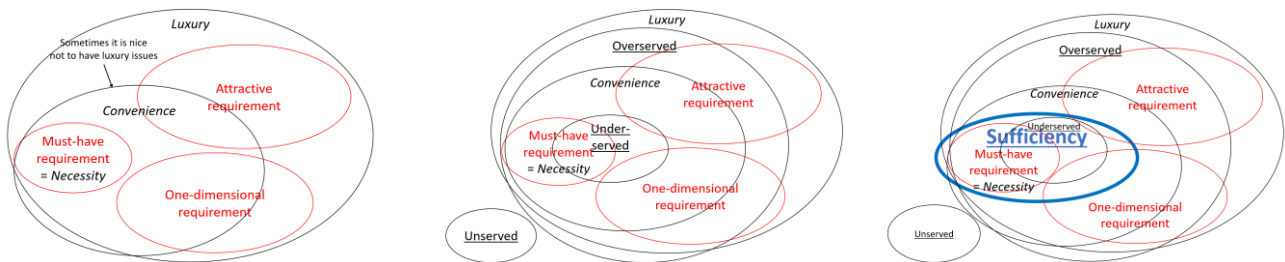 Luxury
Sometimes it is nice
not to have luxury issues
Attractive
requirement
Convenience
Must-have
requirement
= Necessity
One-dimensional
requirement
Luxury
Overserved
Convenience
Attractive
requirement
Under-
served
Must-have
requirement
= Necessity
One-dimensional
requirement
Unserved
Luxury
Overserved
Convenience
Attractive
requirement
Underserved
Sufficiency
Must-have
requirement
= Necessity
One-dimensional
requirement
Unserved